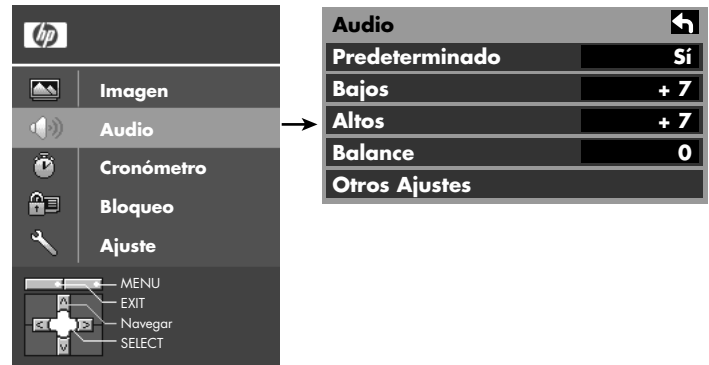 hp
Imagen
Audio
Cronómetro
Bloqueo
Ajuste
MENU
EXIT
Navegar
SELECT
Audio
Predeterminado Sí
Bajos + 7
Altos + 7
Balance 0
Otros Ajustes